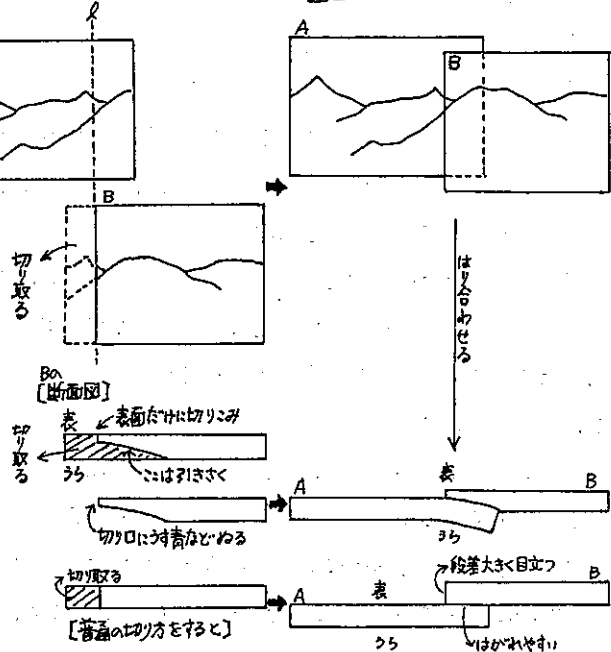 ℓ
A
B
B
切り取る
はり合わせる
Bの
[断面図]
表
表面だけに切りこみ
切り取る
うら
ここは引きさく
切り口にうす青などぬる
A
表
B
うら
切り取る
[普通の切り方をすると]
A
表
段差大きく目立つ
B
うら
はがれやすい